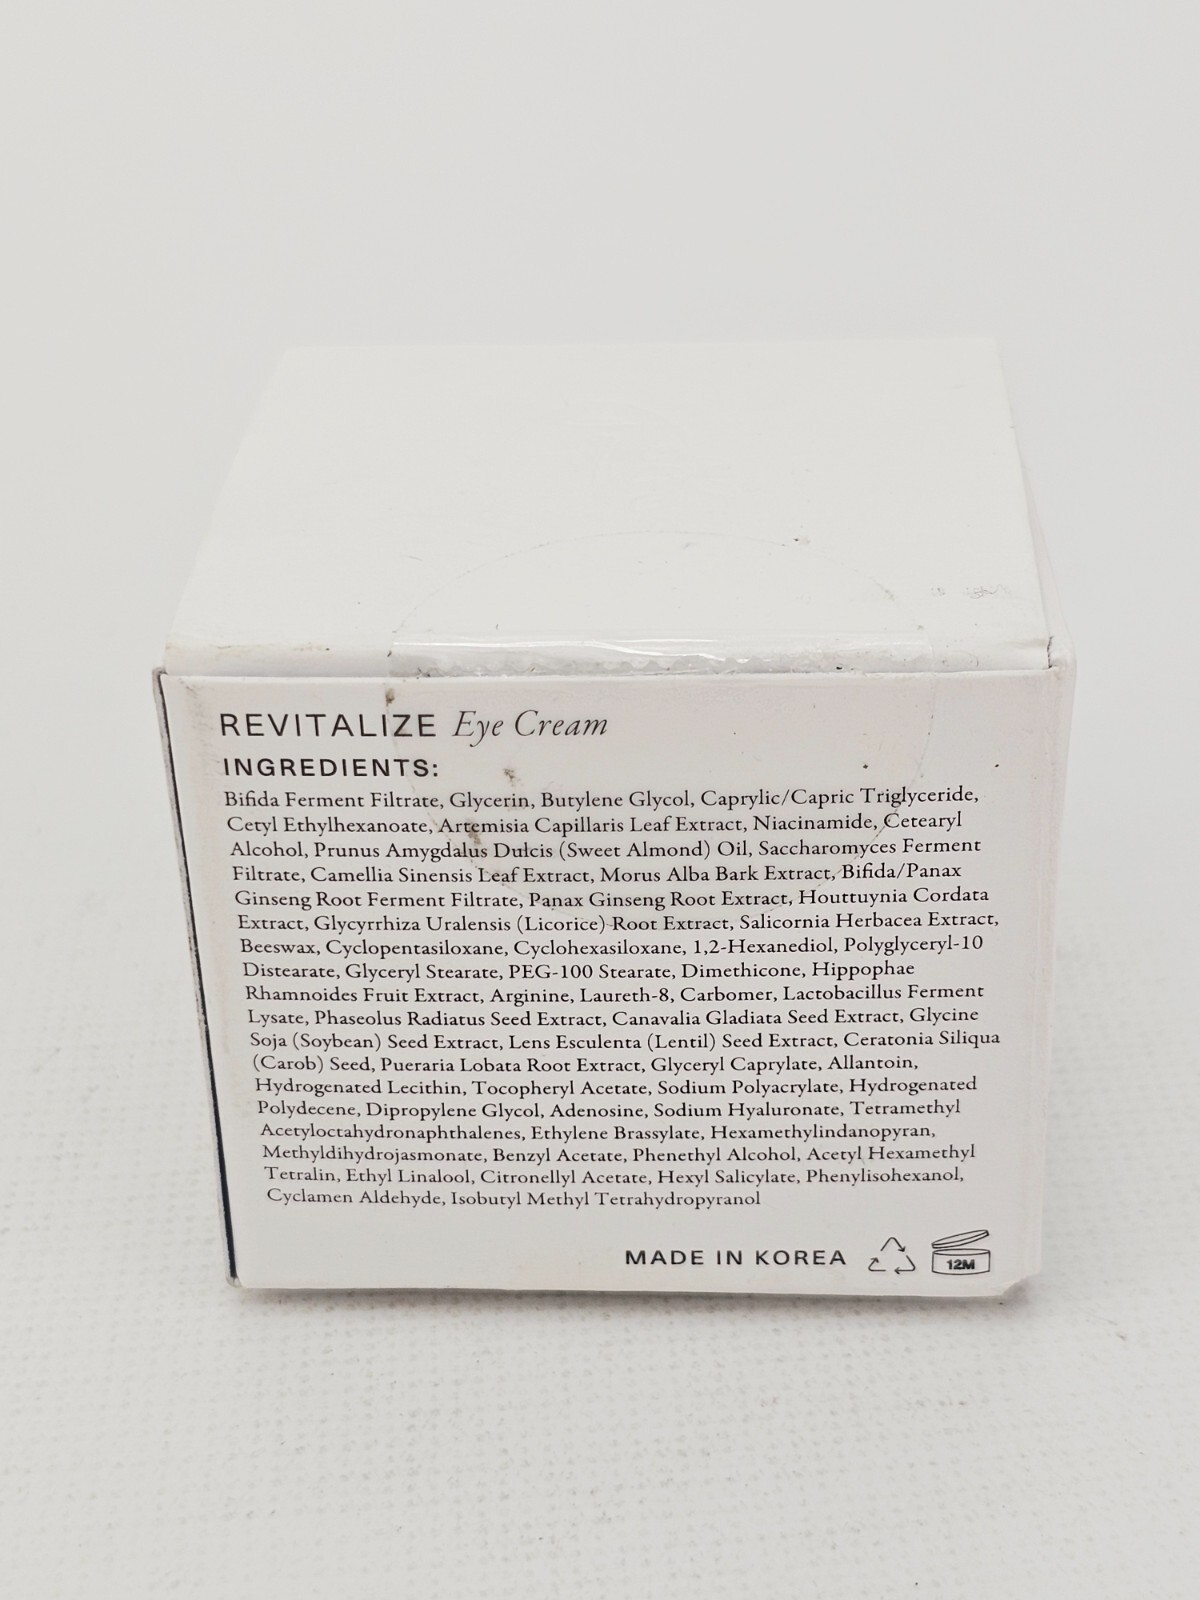 REVITALIZE Eye Cream
INGREDIENTS:
Bifida Ferment Filtrate, Glycerin, Butylene Glycol, Caprylic/Capric Triglyceride,
Cetyl Ethylhexanoate, Artemisia Capillaris Leaf Extract, Niacinamide, Cetearyl
Alcohol, Prunus Amygdalus Dulcis (Sweet Almond) Oil, Saccharomyces Ferment
Filtrate, Camellia Sinensis Leaf Extract, Morus Alba Bark Extract, Bifida/Panax
Ginseng Root Ferment Filtrate, Panax Ginseng Root Extract, Houttuynia Cordata
Extract, Glycyrrhiza Uralensis (Licorice) Root Extract, Salicornia Herbacea Extract,
Beeswax, Cyclopentasiloxane, Cyclohexasiloxane, 1,2-Hexanediol, Polyglyceryl-10
Distearate, Glyceryl Stearate, PEG-100 Stearate, Dimethicone, Hippophae
Rhamnoides Fruit Extract, Arginine, Laureth-8, Carbomer, Lactobacillus Ferment
Lysate, Phaseolus Radiatus Seed Extract, Canavalia Gladiata Seed Extract, Glycine
Soja (Soybean) Seed Extract, Lens Esculenta (Lentil) Seed Extract, Ceratonia Siliqua
(Carob) Seed, Pueraria Lobata Root Extract, Glyceryl Caprylate, Allantoin,
Hydrogenated Lecithin, Tocopheryl Acetate, Sodium Polyacrylate, Hydrogenated
Polydecene, Dipropylene Glycol, Adenosine, Sodium Hyaluronate, Tetramethyl
Acetyloctahydronaphthalenes, Ethylene Brassylate, Hexamethylindanopyran,
Methyldihydrojasmonate, Benzyl Acetate, Phenethyl Alcohol, Acetyl Hexamethyl
Tetralin, Ethyl Linalool, Citronellyl Acetate, Hexyl Salicylate, Phenylisohexanol,
Cyclamen Aldehyde, Isobutyl Methyl Tetrahydropyranol
MADE IN KOREA 12M